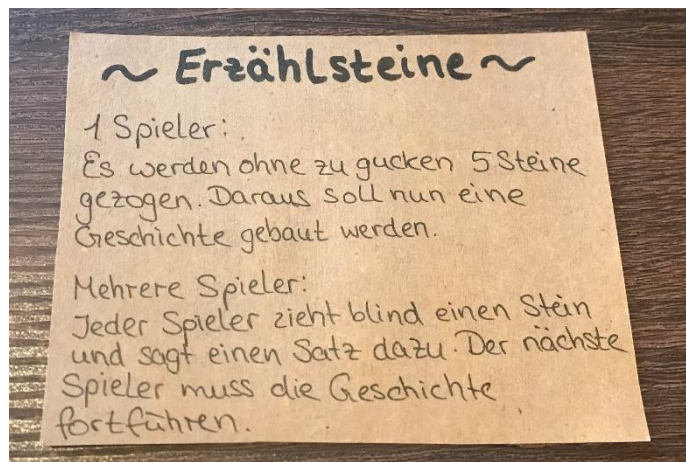 ~ Erzählsteine ~
1 Spieler:
Es werden ohne zu gucken 5 Steine
gezogen. Daraus soll nun eine
Geschichte gebaut werden.
Mehrere Spieler:
Jeder Spieler zieht blind einen Stein
und sagt einen Satz dazu. Der nächste
Spieler muss die Geschichte
fortführen.